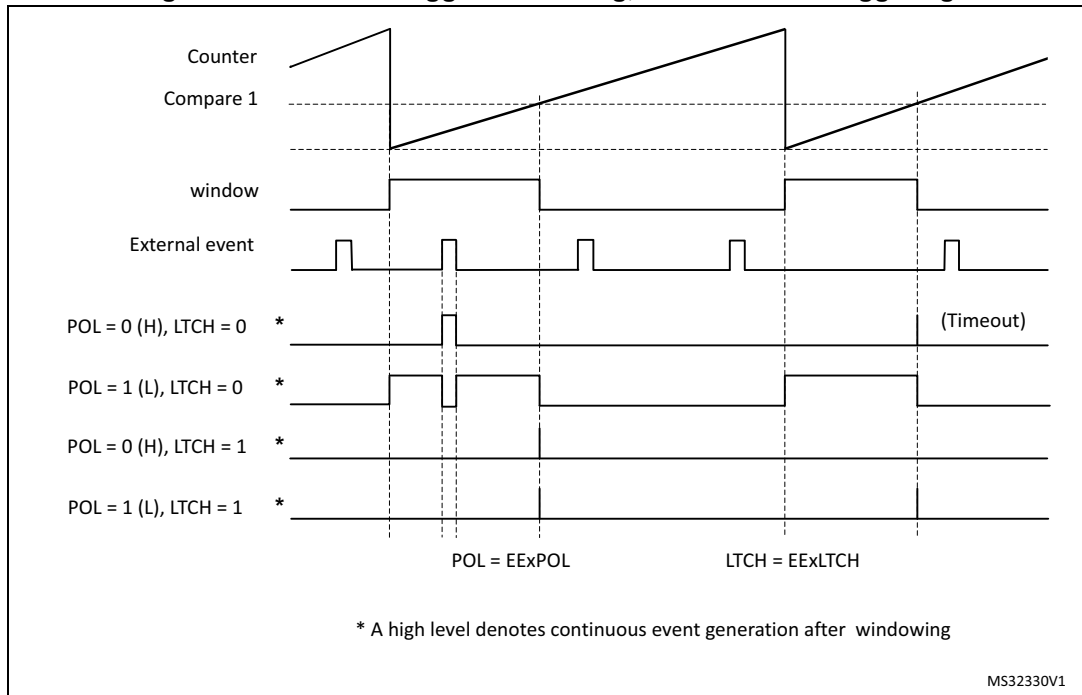 Counter
Compare 1
window
External event
POL = 0 (H), LTCH = 0 * (Timeout)
POL = 1 (L), LTCH = 0 *
POL = 0 (H), LTCH = 1 *
POL = 1 (L), LTCH = 1 *
POL = EExPOL LTCH = EExLTCH
* A high level denotes continuous event generation after windowing
MS32330V1